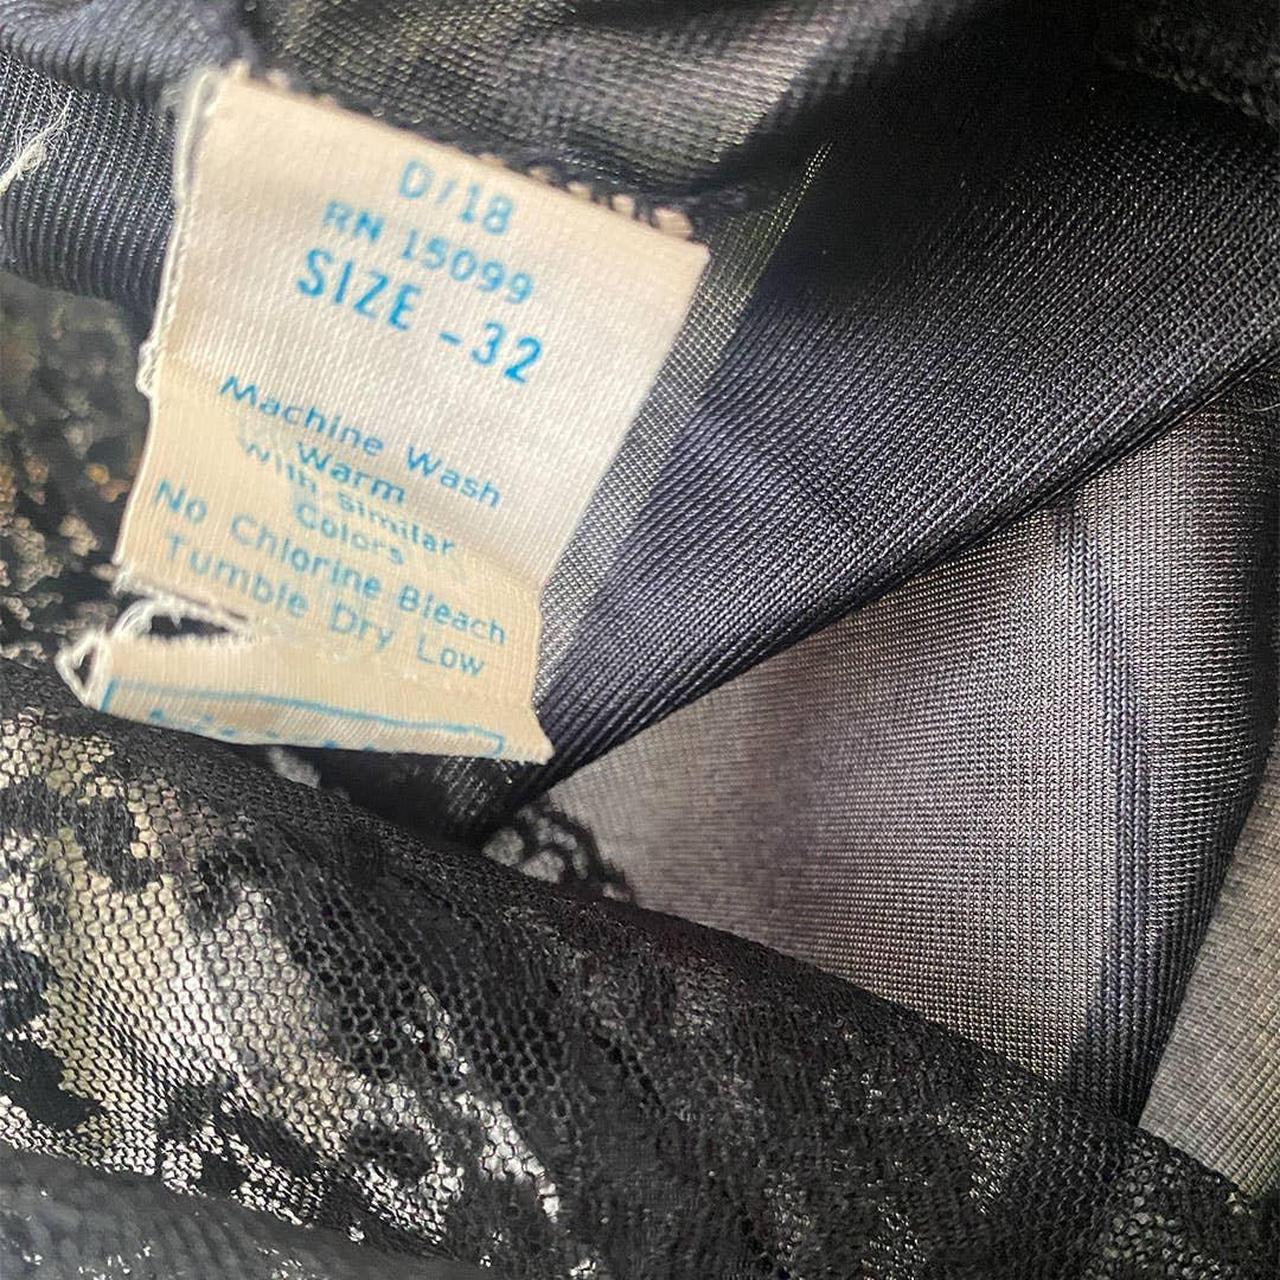 D/18
RN 15099
SIZE -32
Machine Wash
Warm
With Similar
Colors
No Chlorine Bleach
Tumble Dry Low